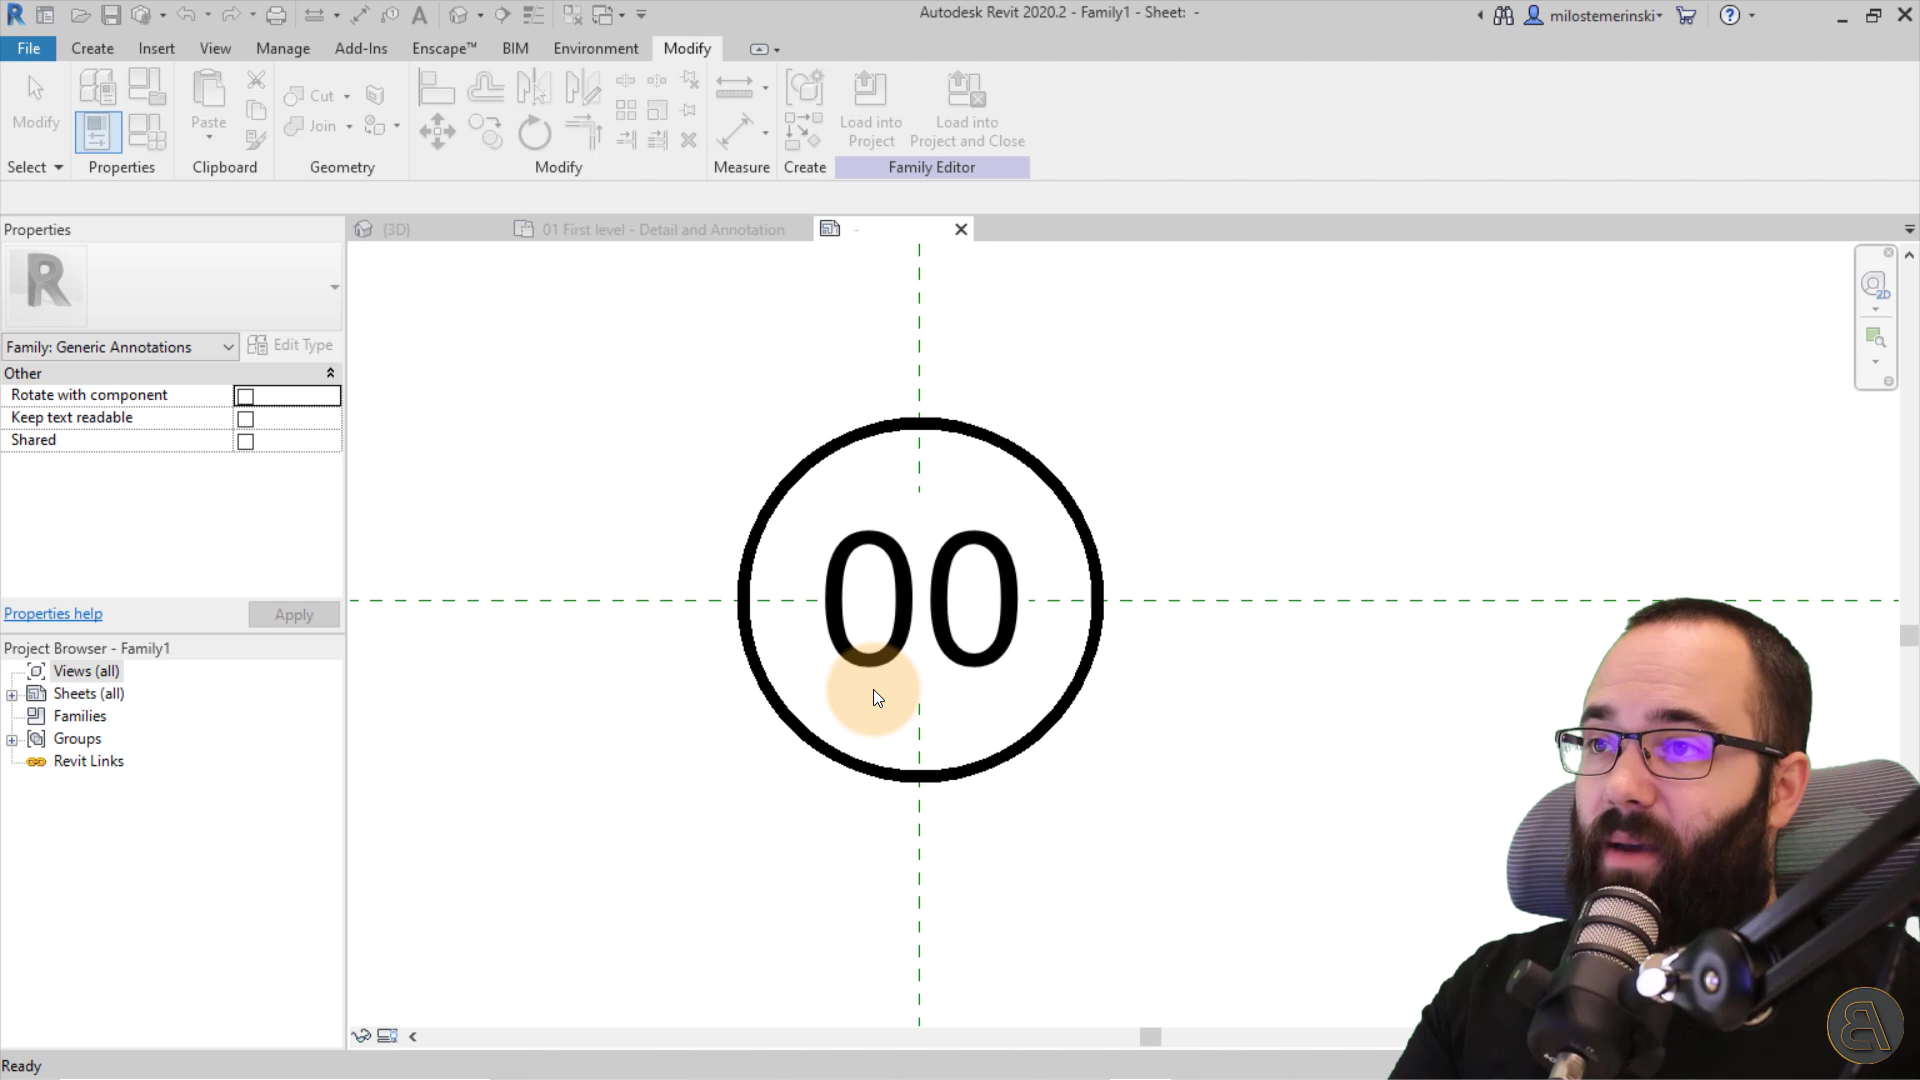 Autodesk Revit 2020.2 - Family1 - Sheet: -
milostemerinski
File Create Insert View Manage Add-Ins Enscape™ BIM Environment Modify
Modify
Paste
Cut
Join
Load into
Project
Load into
Project and Close
Select Properties Clipboard Geometry Modify Measure Create Family Editor
Properties
{3D}
01 First level - Detail and Annotation
-
R
Family: Generic Annotations
Edit Type
Other
Rotate with component
Keep text readable
Shared
00
Properties help
Apply
Project Browser - Family1
Views (all)
Sheets (all)
Families
Groups
Revit Links
Ready